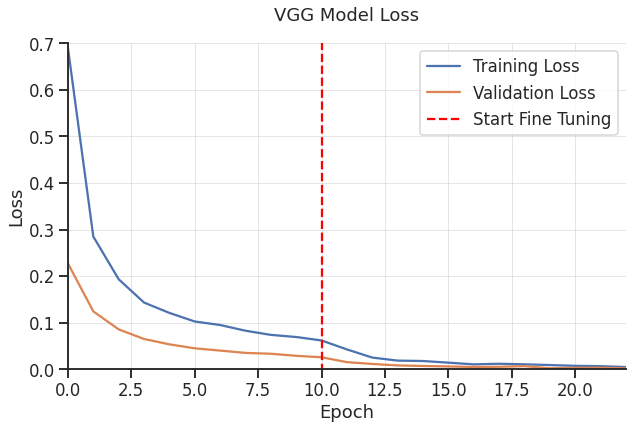 VGG Model Loss
0.7
0.6
0.5
0.4
0.3
0.2
0.1
0.0
Loss
Training Loss
Validation Loss
Start Fine Tuning
0.0 2.5 5.0 7.5 10.0 12.5 15.0 17.5 20.0
Epoch